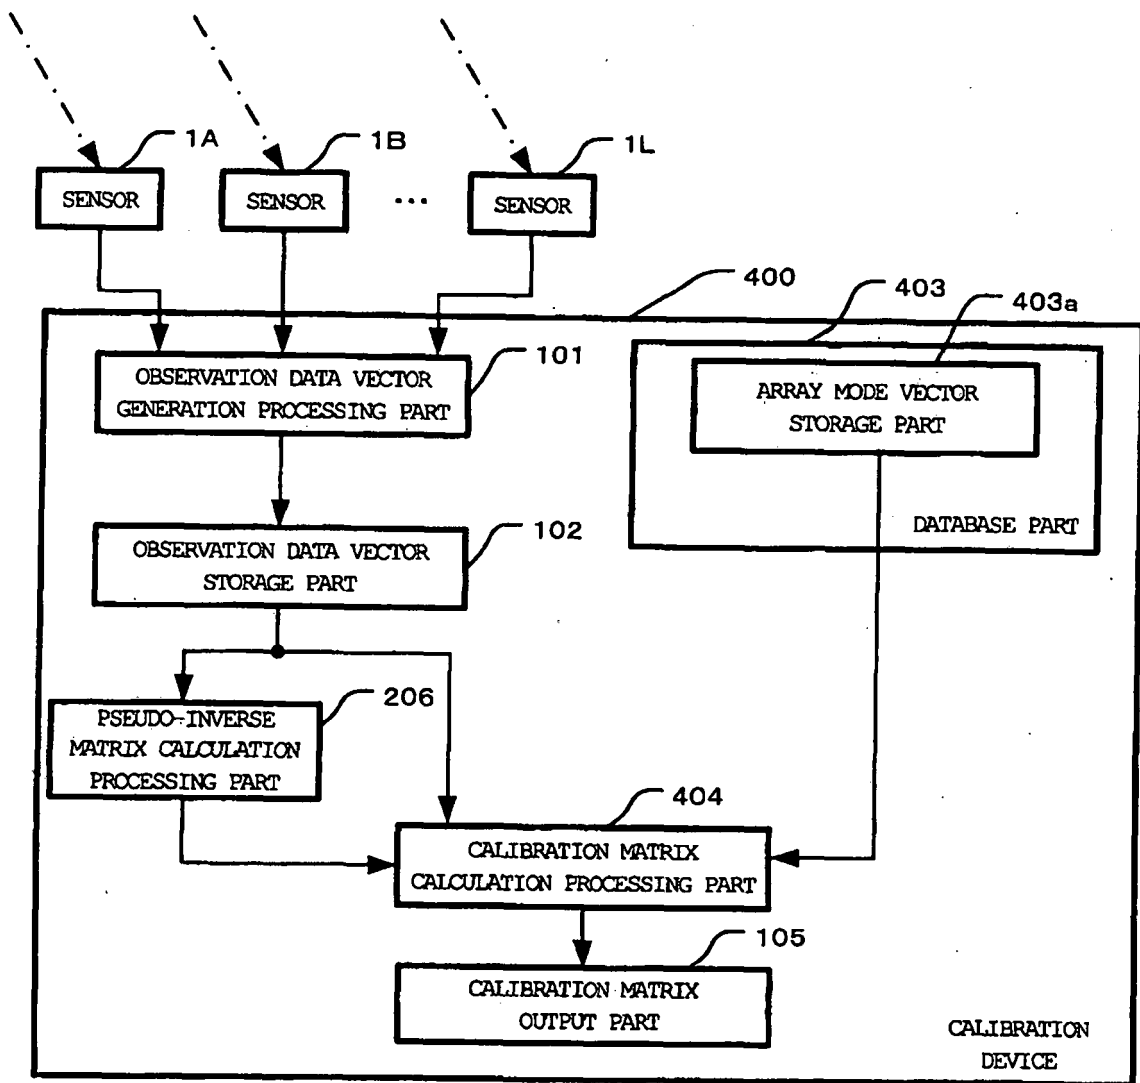 1A
1B
1L
SENSOR
SENSOR
...
SENSOR
400
403
403a
101
OBSERVATION DATA VECTOR
GENERATION PROCESSING PART
ARRAY MODE VECTOR
STORAGE PART
DATABASE PART
102
OBSERVATION DATA VECTOR
STORAGE PART
206
PSEUDO-INVERSE
MATRIX CALCULATION
PROCESSING PART
404
CALIBRATION MATRIX
CALCULATION PROCESSING PART
105
CALIBRATION MATRIX
OUTPUT PART
CALIBRATION
DEVICE